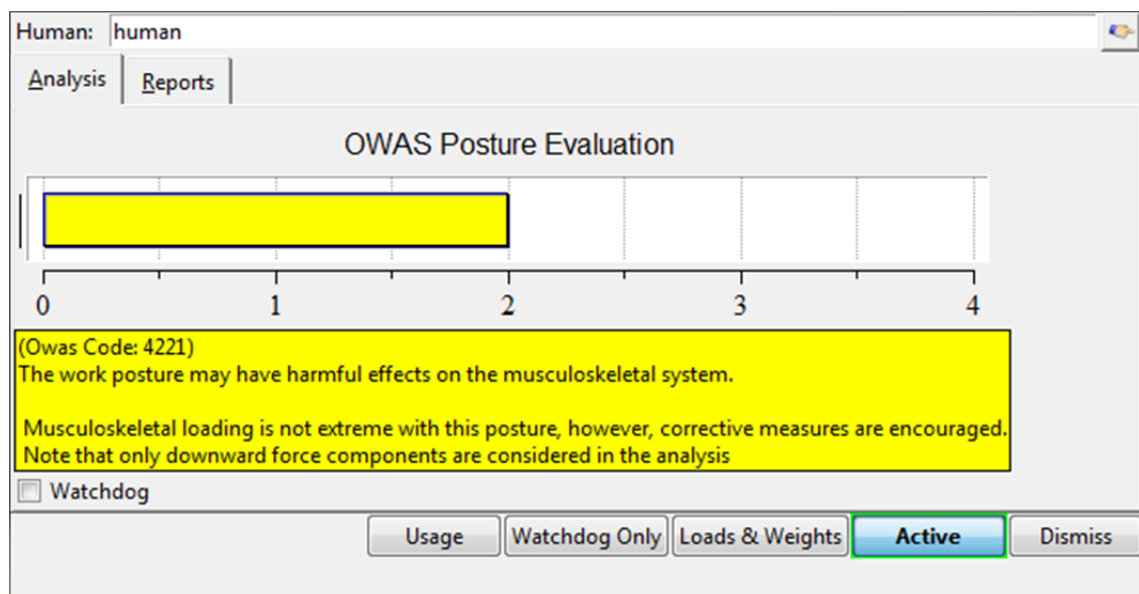 Human: human
Analysis Reports
OWAS Posture Evaluation
0 1 2 3 4
(Owas Code: 4221)
The work posture may have harmful effects on the musculoskeletal system.
Musculoskeletal loading is not extreme with this posture, however, corrective measures are encouraged.
Note that only downward force components are considered in the analysis
Watchdog
Usage Watchdog Only Loads & Weights Active Dismiss